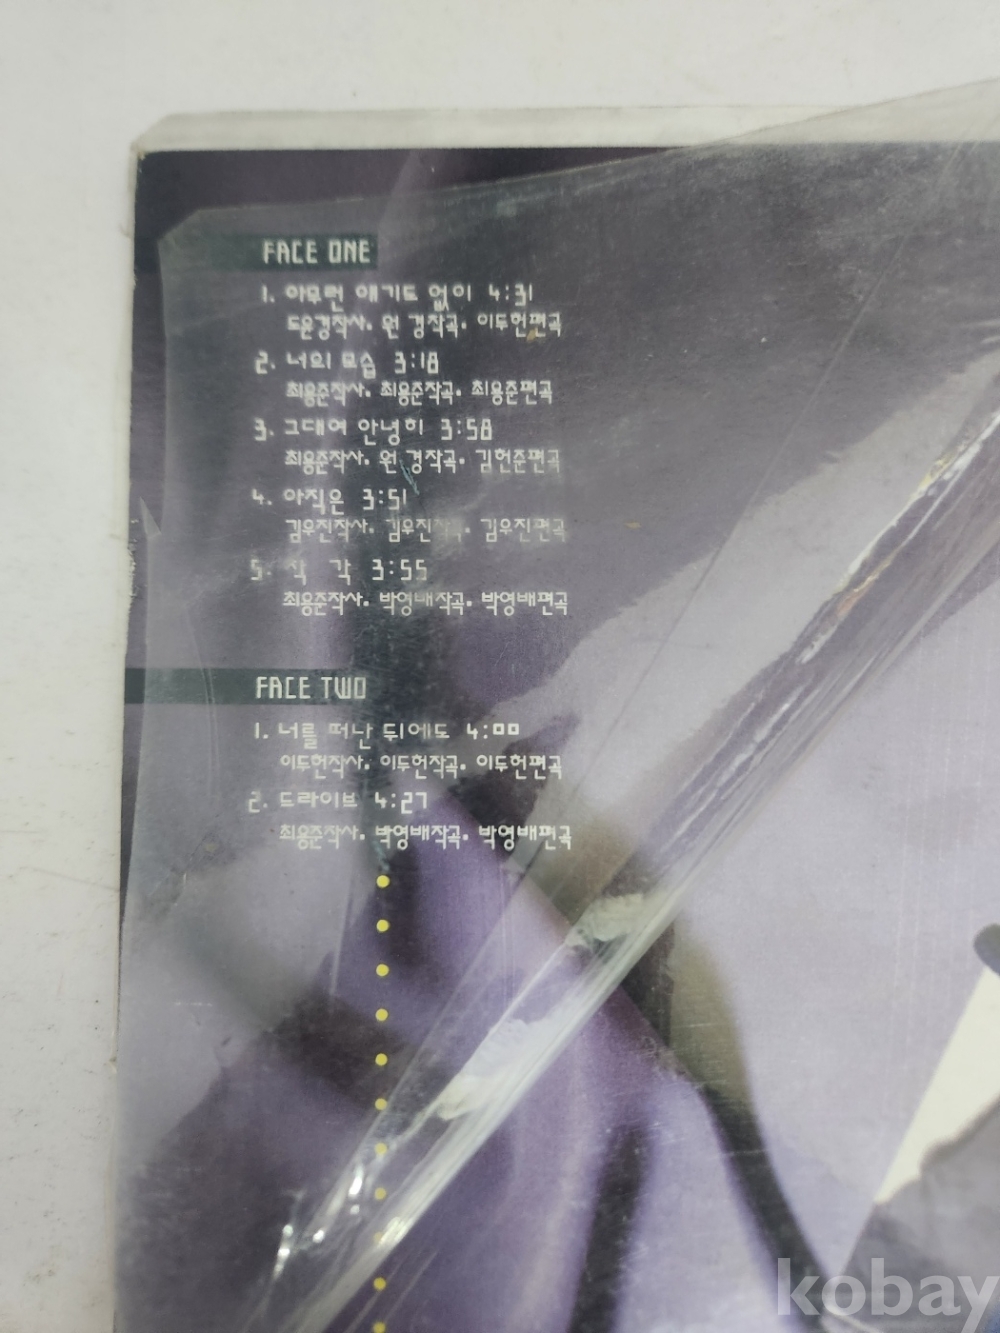 FACE ONE
1. 아무런 얘기도 없이 4:31
도윤경작사. 원 경작곡. 이두헌편곡
2. 너의 모습 3:18
최용준작사. 최용준작곡. 최용준편곡
3. 그대여 안녕히 3:58
최용준작사. 원 경작곡. 김헌준편곡
4. 아직은 3:51
김우진작사. 김우진작곡. 김우진편곡
5. 각 3:55
최용준작사. 박영배작곡. 박영배편곡
FACE TWO
1. 너를 떠난 뒤에도 4:00
이두헌작사. 이두헌작곡. 이두헌편곡
2. 드라이브 4:27
최용준작사. 박영배작곡. 박영배편곡
kobay